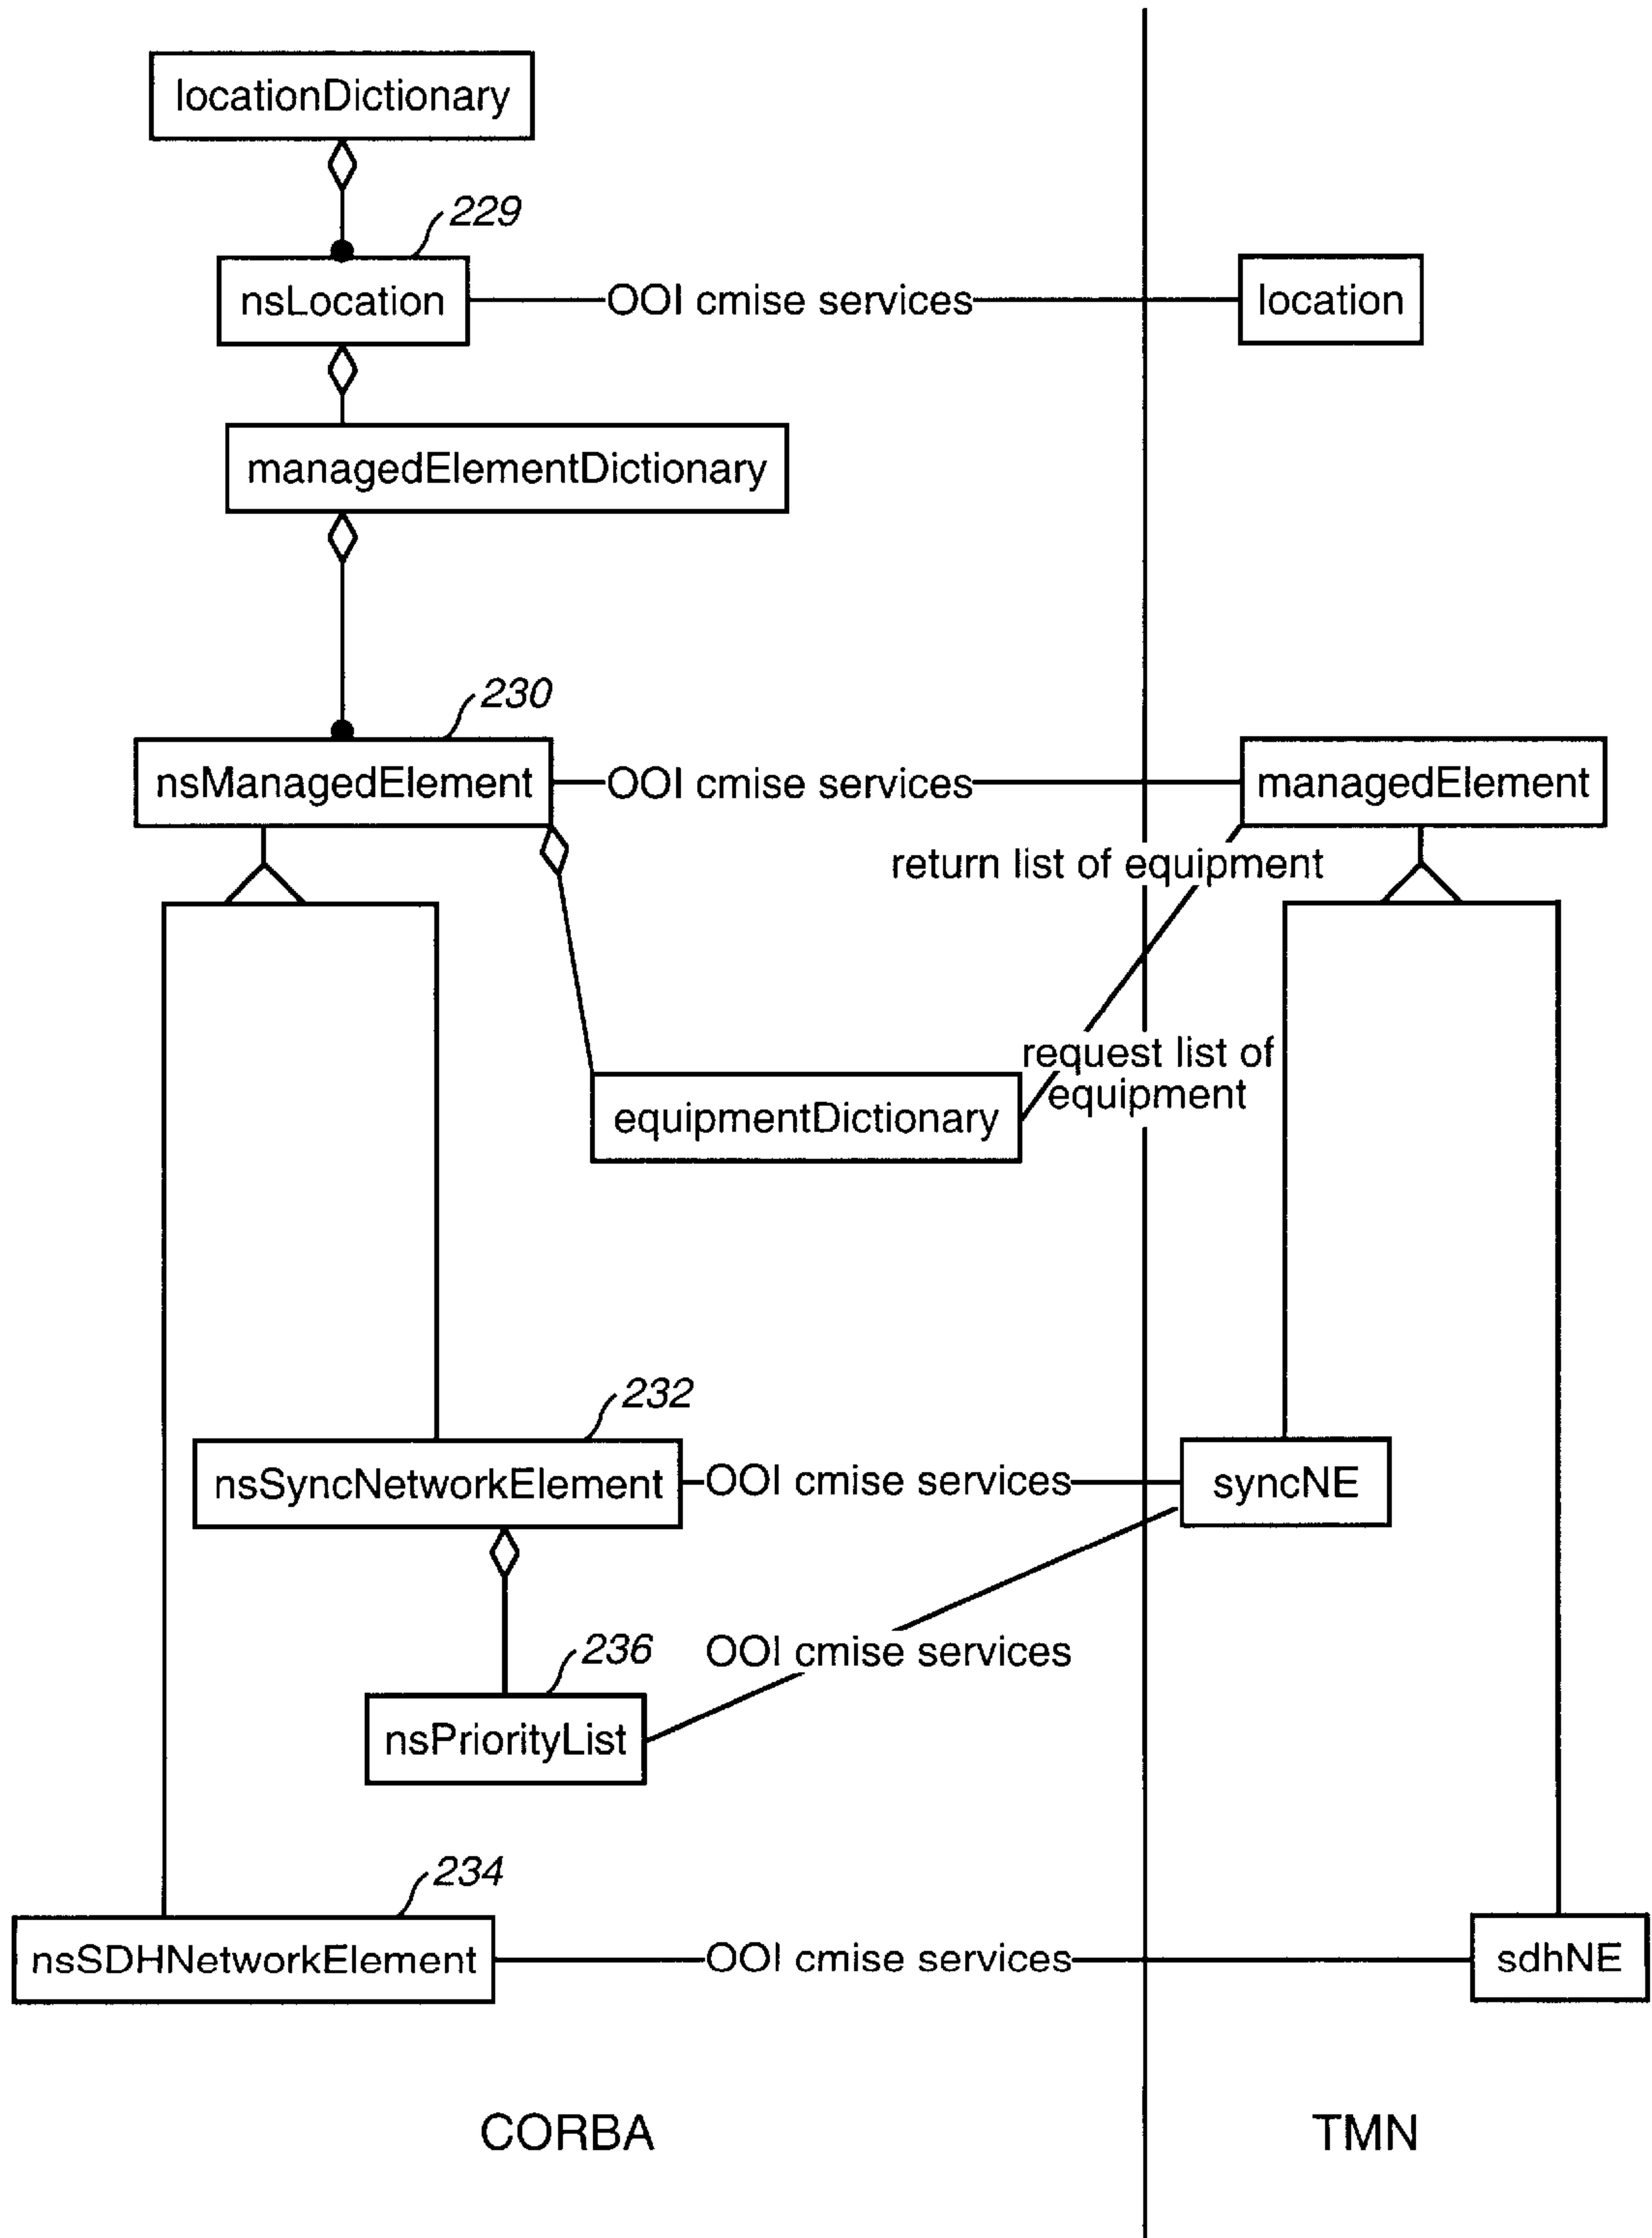 locationDictionary
229
nsLocation
OOI cmise services
location
managedElementDictionary
230
nsManagedElement
OOI cmise services
managedElement
return list of equipment
request list of
equipment
equipmentDictionary
232
nsSyncNetworkElement
OOI cmise services
syncNE
236
OOI cmise services
nsPriorityList
234
nsSDHNetworkElement
OOI cmise services
sdhNE
CORBA
TMN